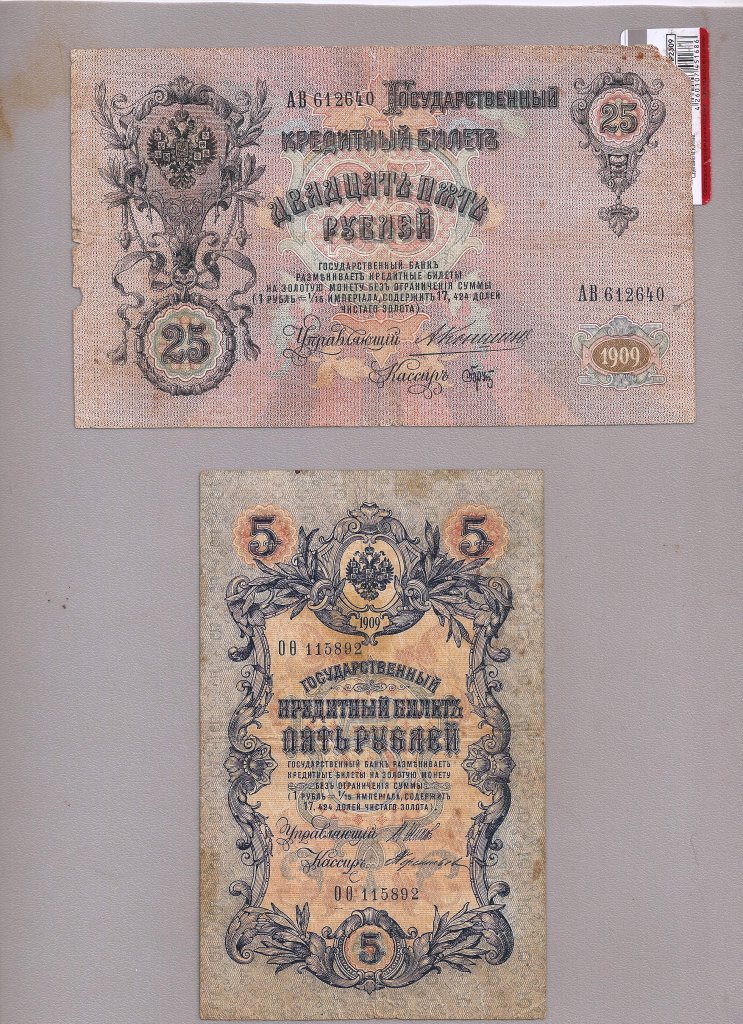 АВ 612640 Государственный
25
кредитный билетъ
двадцать пять
рублей
государственный банкъ
размѣниваетъ кредитные билеты
на золотую монету безъ ограниченія суммы
(1 рубль = 1/15 имперіала, содержитъ 17, 424 долей
чистаго золота).
АВ 612640
Управляющій
25
1909
Кассиръ
5 5
1909
ОѲ 115892
государственный
кредитный билетъ
пять рублей
государственный банкъ размѣниваетъ
кредитные билеты на золотую монету
безъ ограниченія суммы
(1 рубль = 1/15 имперіала, содержитъ
17, 424 долей чистаго золота).
Управляющій
Кассиръ
ОѲ 115892
5